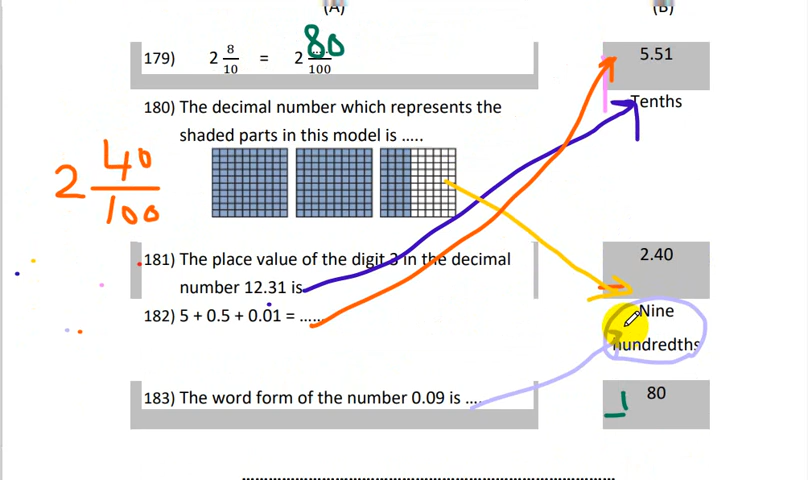 (A) (B)
179) 2 8/10 = 2 80/100
5.51
180) The decimal number which represents the
shaded parts in this model is .....
Tenths
2 40/100
181) The place value of the digit 3 in the decimal
number 12.31 is
2.40
182) 5 + 0.5 + 0.01 = .....
Nine
hundredths
183) The word form of the number 0.09 is ....
80